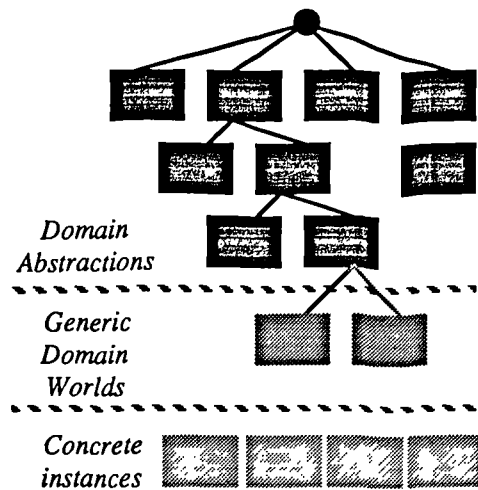 Domain
Abstractions
Generic
Domain
Worlds
Concrete
instances